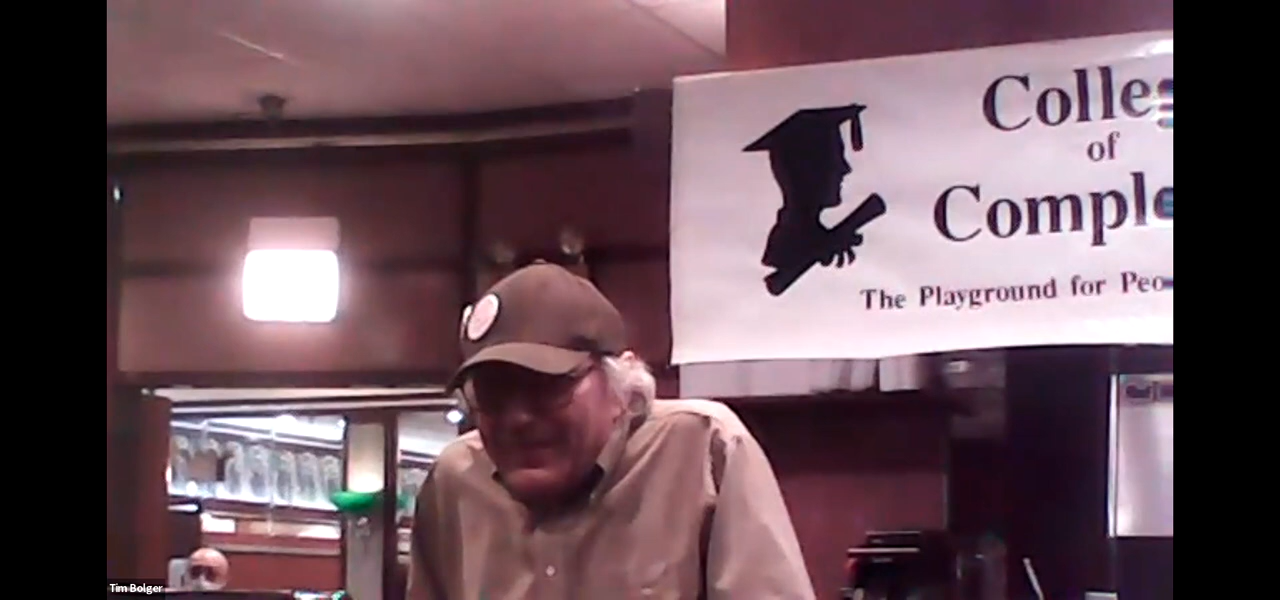 Colle
of
Comple
The Playground for Peo
Tim Bolger